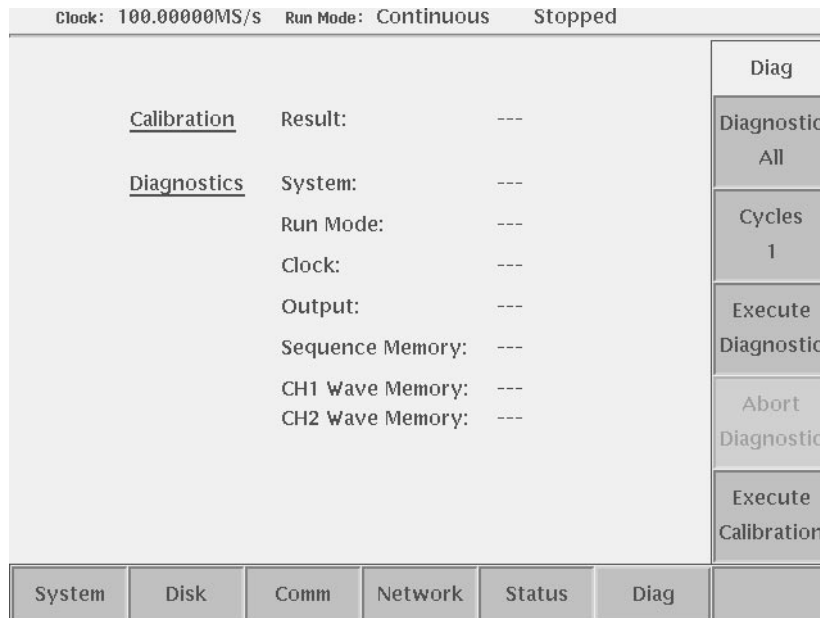 Clock: 100.00000MS/s Run Mode: Continuous Stopped
Calibration Result: ---
Diagnostics System: ---
Run Mode: ---
Clock: ---
Output: ---
Sequence Memory: ---
CH1 Wave Memory: ---
CH2 Wave Memory: ---
Diag
Diagnostic
All
Cycles
1
Execute
Diagnostic
Abort
Diagnostic
Execute
Calibration
System Disk Comm Network Status Diag